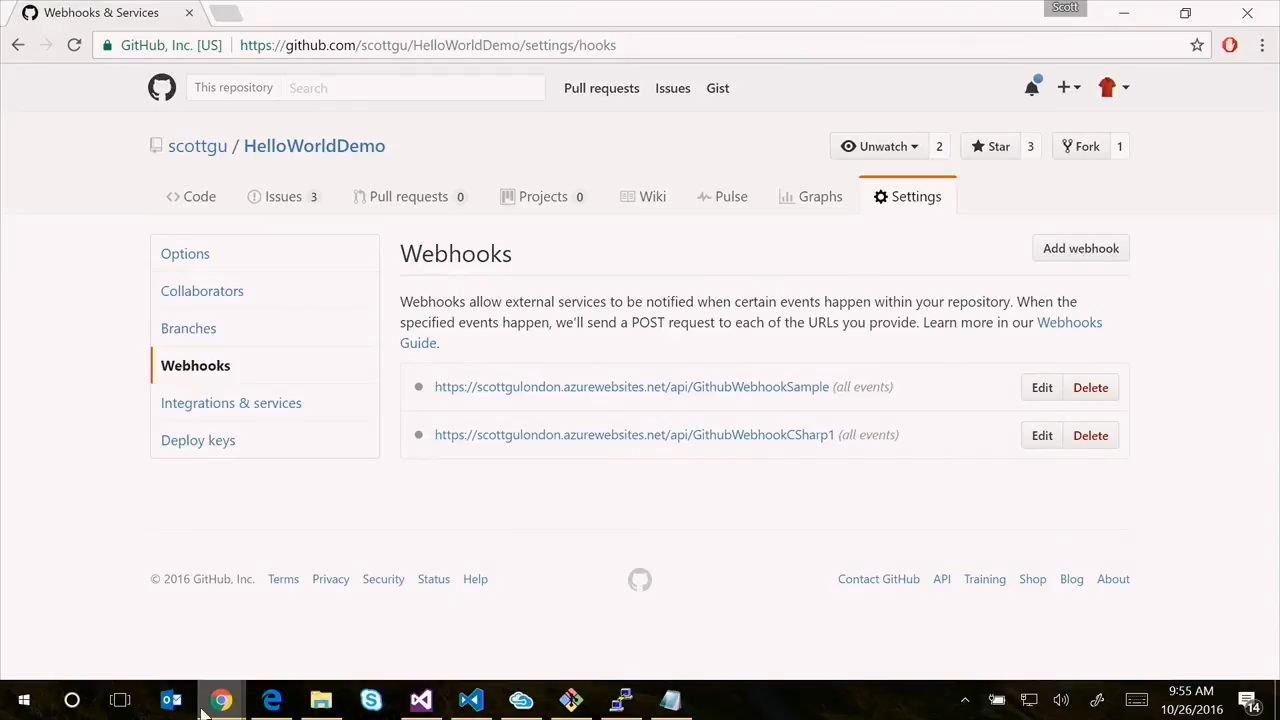 Webhooks & Services
Scott
GitHub, Inc. [US]
https://github.com/scottgu/HelloWorldDemo/settings/hooks
This repository
Search
Pull requests
Issues
Gist
scottgu / HelloWorldDemo
Unwatch
2
Star
3
Fork
1
Code
Issues 3
Pull requests 0
Projects 0
Wiki
Pulse
Graphs
Settings
Options
Collaborators
Branches
Webhooks
Integrations & services
Deploy keys
Webhooks
Add webhook
Webhooks allow external services to be notified when certain events happen within your repository. When the
specified events happen, we'll send a POST request to each of the URLs you provide. Learn more in our Webhooks
Guide.
https://scottgulondon.azurewebsites.net/api/GithubWebhookSample (all events)
Edit
Delete
https://scottgulondon.azurewebsites.net/api/GithubWebhookCSharp1 (all events)
Edit
Delete
© 2016 GitHub, Inc.
Terms
Privacy
Security
Status
Help
Contact GitHub
API
Training
Shop
Blog
About
9:55 AM
10/26/2016
14